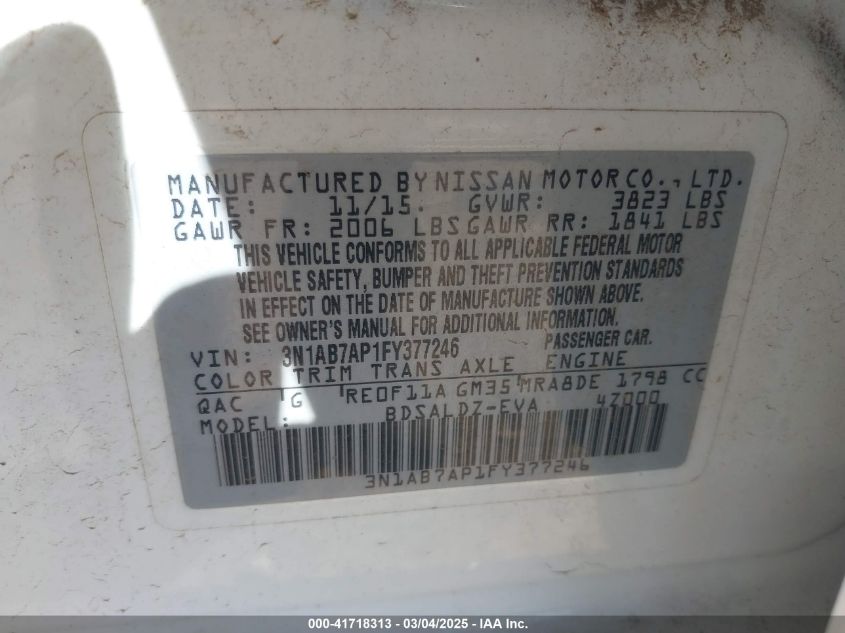 MANUFACTURED BY NISSAN MOTOR CO., LTD.
DATE: 11/15. GVWR: 3823 LBS
GAWR FR: 2006 LBS GAWR RR: 1841 LBS
THIS VEHICLE CONFORMS TO ALL APPLICABLE FEDERAL MOTOR
VEHICLE SAFETY, BUMPER AND THEFT PREVENTION STANDARDS
IN EFFECT ON THE DATE OF MANUFACTURE SHOWN ABOVE.
SEE OWNER'S MANUAL FOR ADDITIONAL INFORMATION.
VIN: 3N1AB7AP1FY377246 PASSENGER CAR.
COLOR TRIM TRANS AXLE ENGINE
QAC G RE0F11A GM35 MRA8DE 1798 CC
MODEL: BDSALDZ-EVA 4Z000
3N1AB7AP1FY377246
000-41718313 - 03/04/2025 - IAA Inc.